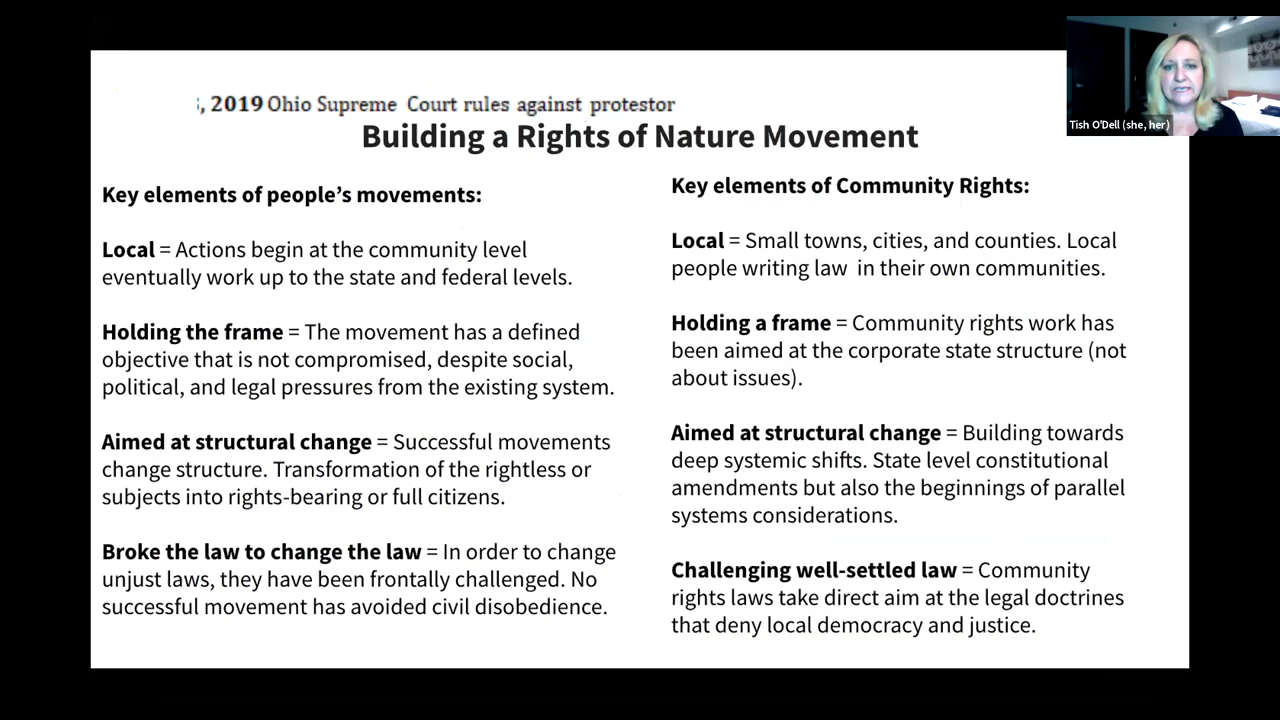 , 2019 Ohio Supreme Court rules against protestor
Building a Rights of Nature Movement
Key elements of people's movements:
Local = Actions begin at the community level
eventually work up to the state and federal levels.
Holding the frame = The movement has a defined
objective that is not compromised, despite social,
political, and legal pressures from the existing system.
Aimed at structural change = Successful movements
change structure. Transformation of the rightless or
subjects into rights-bearing or full citizens.
Broke the law to change the law = In order to change
unjust laws, they have been frontally challenged. No
successful movement has avoided civil disobedience.
Key elements of Community Rights:
Local = Small towns, cities, and counties. Local
people writing law  in their own communities.
Holding a frame = Community rights work has
been aimed at the corporate state structure (not
about issues).
Aimed at structural change = Building towards
deep systemic shifts. State level constitutional
amendments but also the beginnings of parallel
systems considerations.
Challenging well-settled law = Community
rights laws take direct aim at the legal doctrines
that deny local democracy and justice.
Tish O'Dell (she, her)